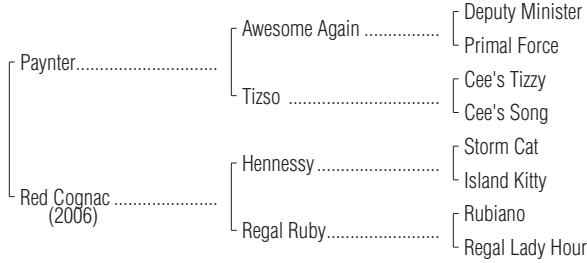 Deputy Minister
Awesome Again ..................
Primal Force
Paynter..............................
Cee's Tizzy
Tizso ....................................
Cee's Song
Storm Cat
Hennessy .............................
Island Kitty
Red Cognac ......................
(2006)
Rubiano
Regal Ruby...........................
Regal Lady Hour